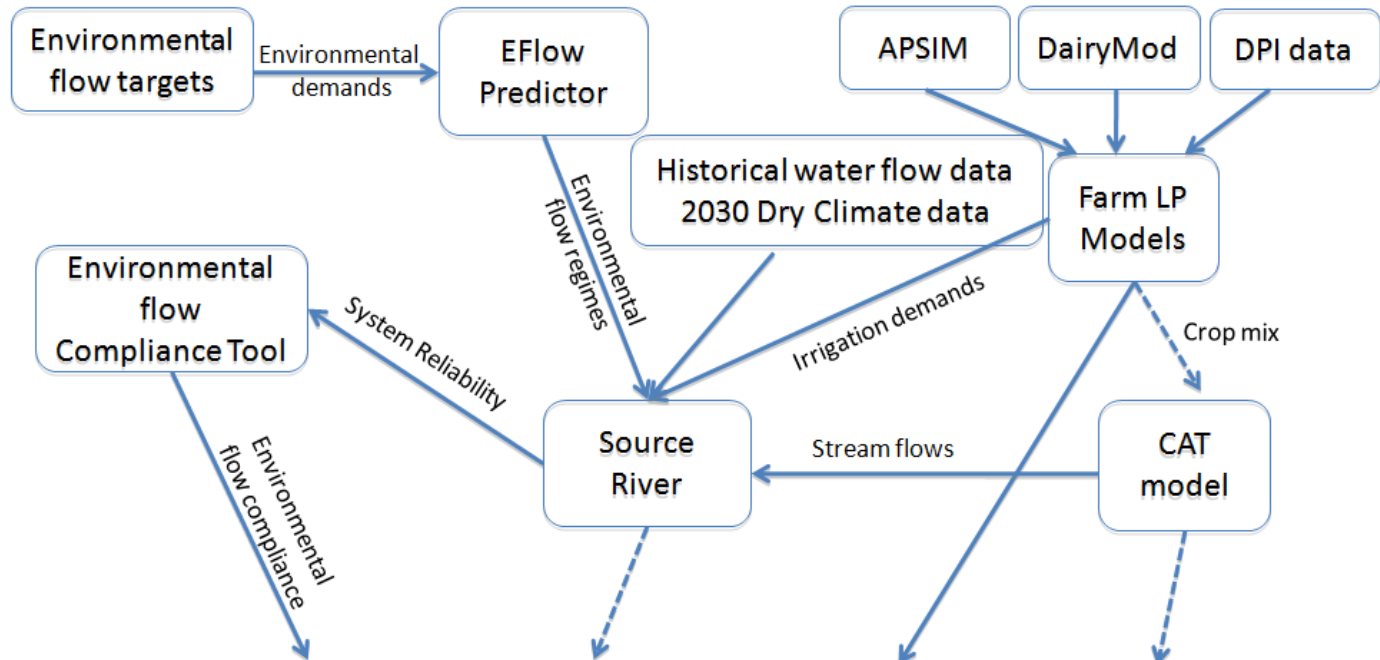 Environmental
flow targets
Environmental
demands
EFlow
Predictor
APSIM
DairyMod
DPI data
Historical water flow data
2030 Dry Climate data
Farm LP
Models
Environmental
flow regimes
Environmental
flow
Compliance Tool
System Reliability
Irrigation demands
Crop mix
Source
River
Stream flows
CAT
model
Environmental
flow compliance